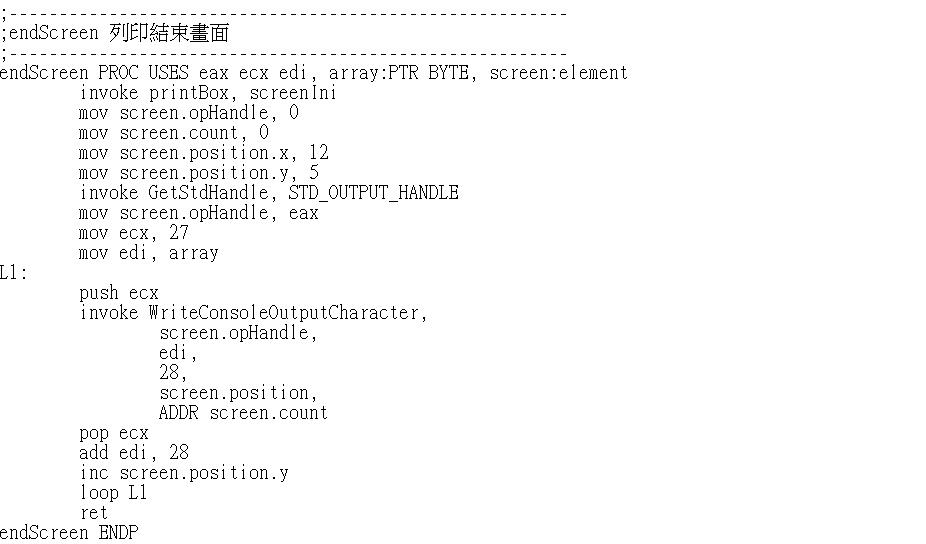 ;--------------------------------------------------------
;endScreen 列印結束畫面
;--------------------------------------------------------
endScreen PROC USES eax ecx edi, array:PTR BYTE, screen:element
        invoke printBox, screenIni
        mov screen.opHandle, 0
        mov screen.count, 0
        mov screen.position.x, 12
        mov screen.position.y, 5
        invoke GetStdHandle, STD_OUTPUT_HANDLE
        mov screen.opHandle, eax
        mov ecx, 27
        mov edi, array
L1:
        push ecx
        invoke WriteConsoleOutputCharacter,
                screen.opHandle,
                edi,
                28,
                screen.position,
                ADDR screen.count
        pop ecx
        add edi, 28
        inc screen.position.y
        loop L1
        ret
endScreen ENDP